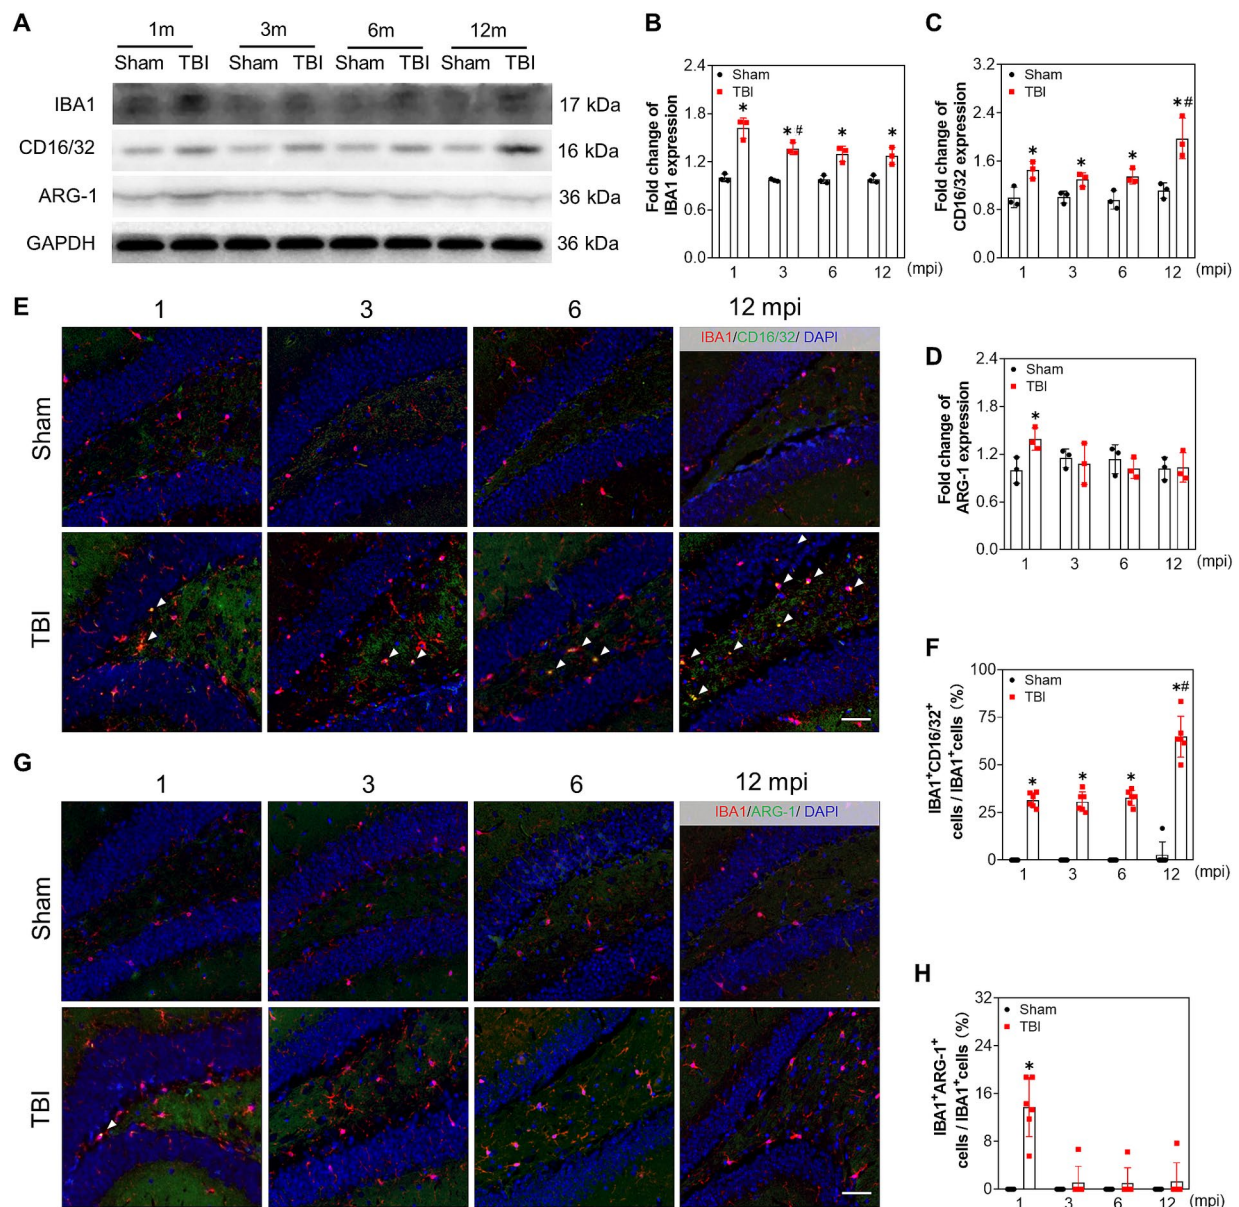 A
1m 3m 6m 12m
Sham TBI Sham TBI Sham TBI Sham TBI
IBA1 17 kDa
CD16/32 16 kDa
ARG-1 36 kDa
GAPDH 36 kDa
B
Fold change of
IBA1 expression
2.4
1.8
1.2
0.6
0.0
Sham
TBI
*
* #
*
*
1 3 6 12 (mpi)
C
Fold change of
CD16/32 expression
3.2
2.4
1.6
0.8
0.0
Sham
TBI
*
*
*
*#
1 3 6 12 (mpi)
D
Fold change of
ARG-1 expression
2.4
1.8
1.2
0.6
0.0
Sham
TBI
*
1 3 6 12 (mpi)
E
1 3 6 12 mpi
IBA1/CD16/32/ DAPI
Sham
TBI
F
IBA1+CD16/32+
cells / IBA1+cells (%)
100
75
50
25
0
Sham
TBI
*
*
*
*#
1 3 6 12 (mpi)
G
1 3 6 12 mpi
IBA1/ARG-1/ DAPI
Sham
TBI
H
IBA1+ARG-1+
cells / IBA1+cells (%)
32
24
16
8
0
Sham
TBI
*
1 3 6 12 (mpi)